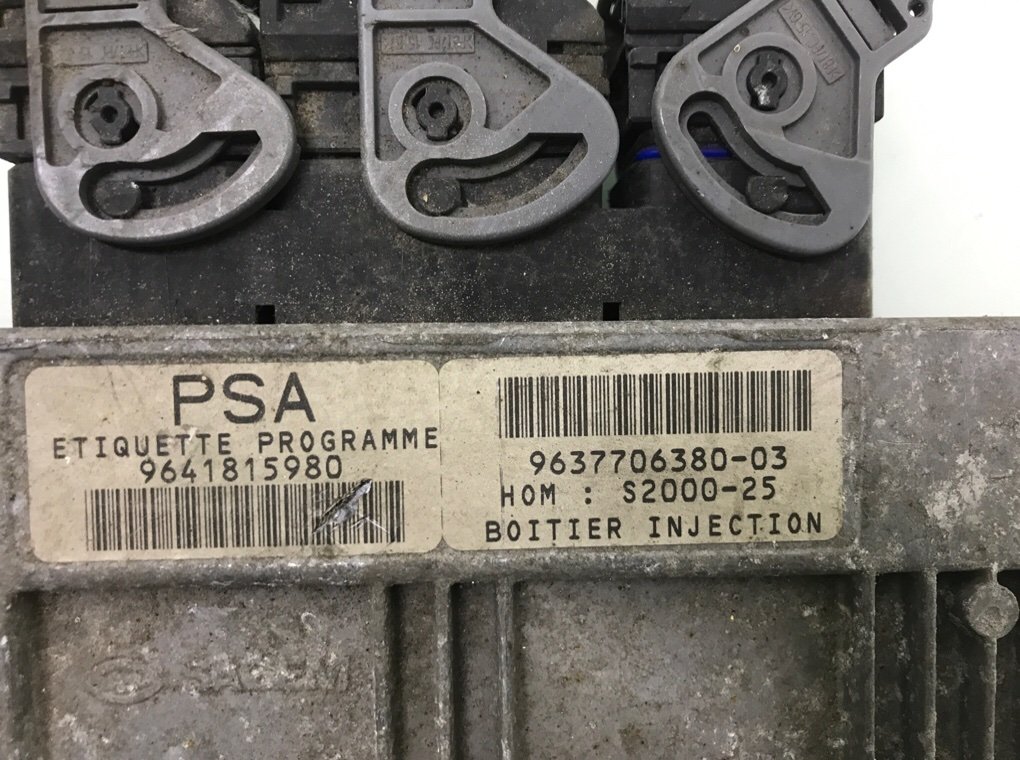 PSA
ETIQUETTE PROGRAMME
9641815980
9637706380-03
HOM : S2000-25
BOITIER INJECTION